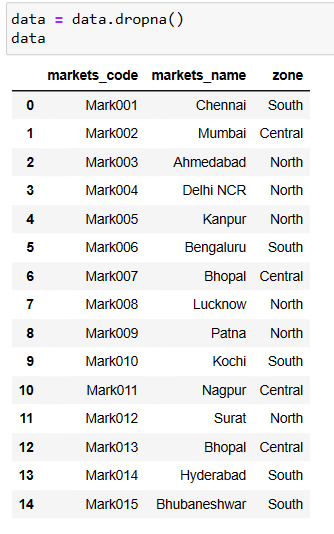 data = data.dropna()
data
markets_code markets_name zone
0 Mark001 Chennai South
1 Mark002 Mumbai Central
2 Mark003 Ahmedabad North
3 Mark004 Delhi NCR North
4 Mark005 Kanpur North
5 Mark006 Bengaluru South
6 Mark007 Bhopal Central
7 Mark008 Lucknow North
8 Mark009 Patna North
9 Mark010 Kochi South
10 Mark011 Nagpur Central
11 Mark012 Surat North
12 Mark013 Bhopal Central
13 Mark014 Hyderabad South
14 Mark015 Bhubaneshwar South